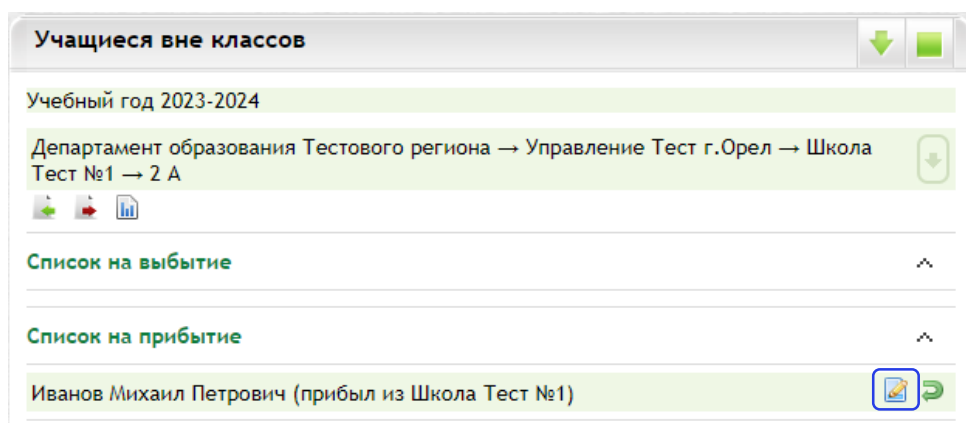 Учащиеся вне классов
Учебный год 2023-2024
Департамент образования Тестового региона → Управление Тест г.Орел → Школа
Тест №1 → 2 А
Список на выбытие
Список на прибытие
Иванов Михаил Петрович (прибыл из Школа Тест №1)